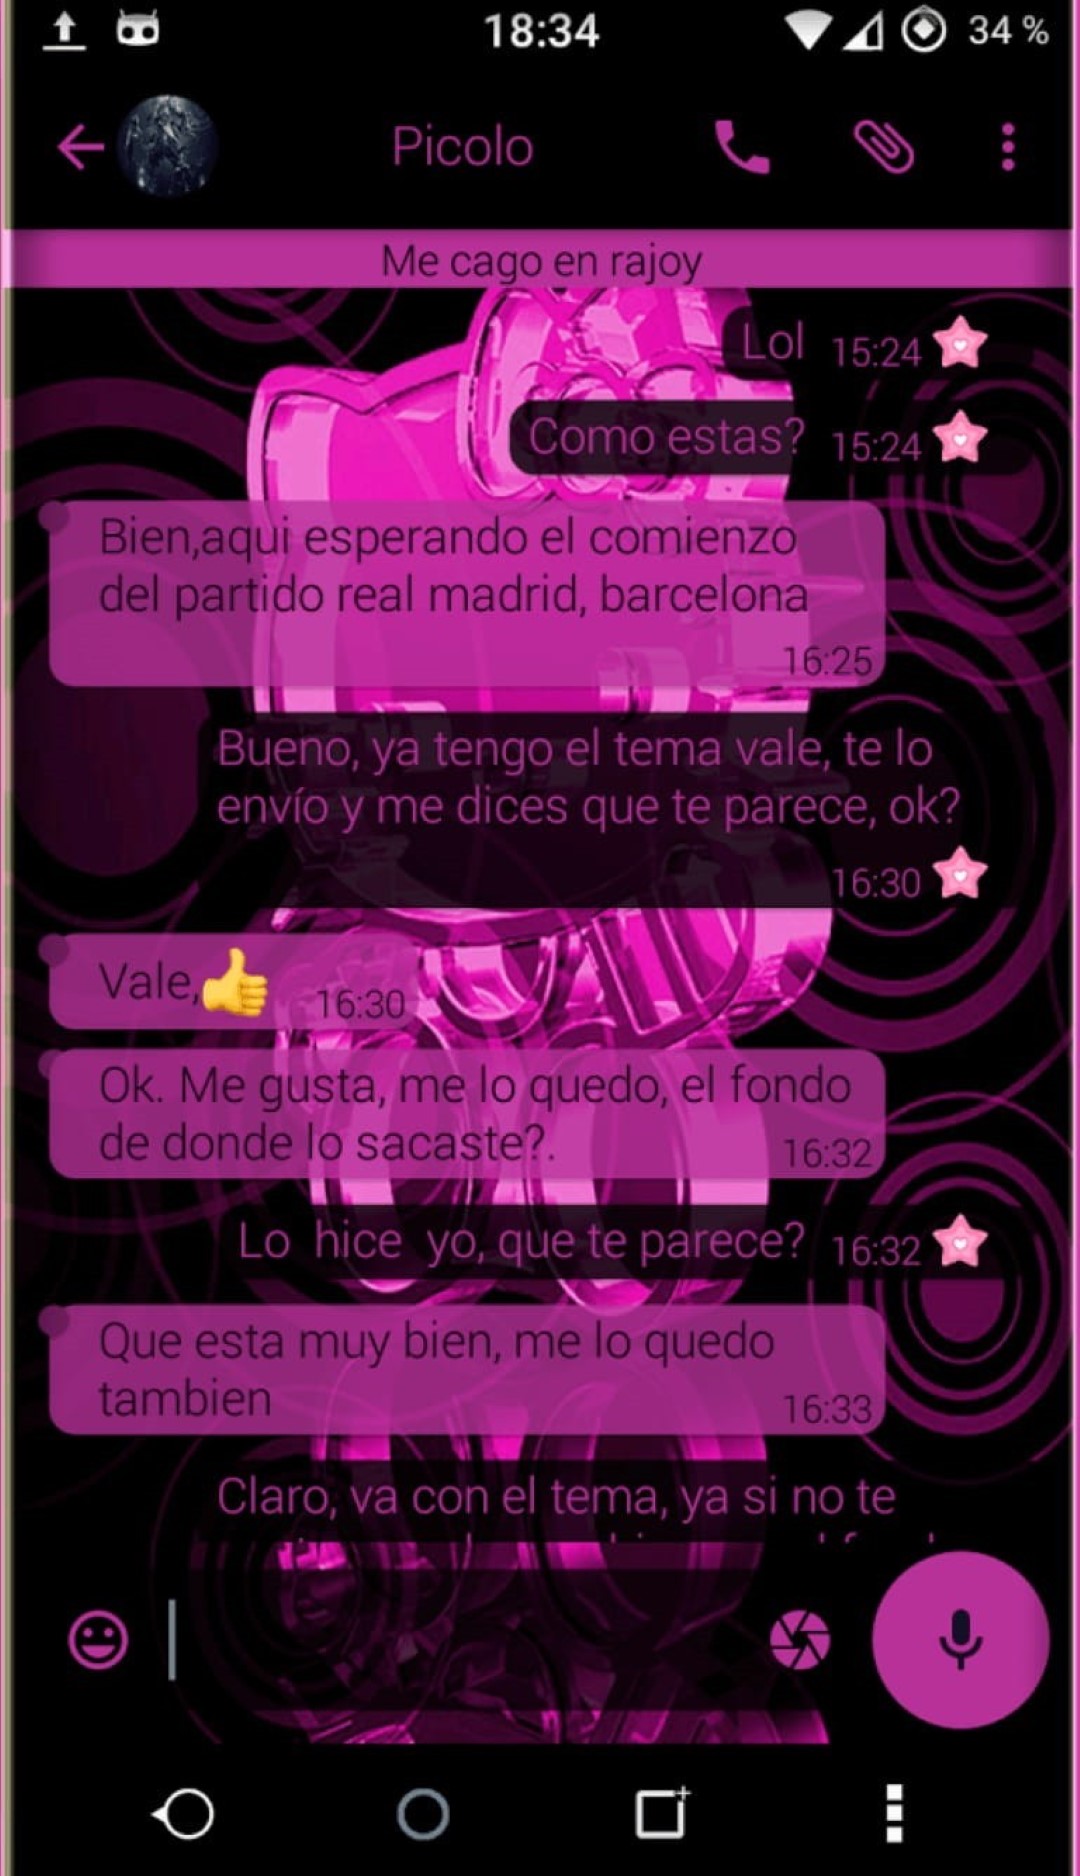 18:34
34 %
Picolo
Me cago en rajoy
Lol 15:24
Como estas? 15:24
Bien,aqui esperando el comienzo
del partido real madrid, barcelona
16:25
Bueno, ya tengo el tema vale, te lo
envío y me dices que te parece, ok?
16:30
Vale,👍 16:30
Ok. Me gusta, me lo quedo, el fondo
de donde lo sacaste?. 16:32
Lo hice yo, que te parece? 16:32
Que esta muy bien, me lo quedo
tambien 16:33
Claro, va con el tema, ya si no te